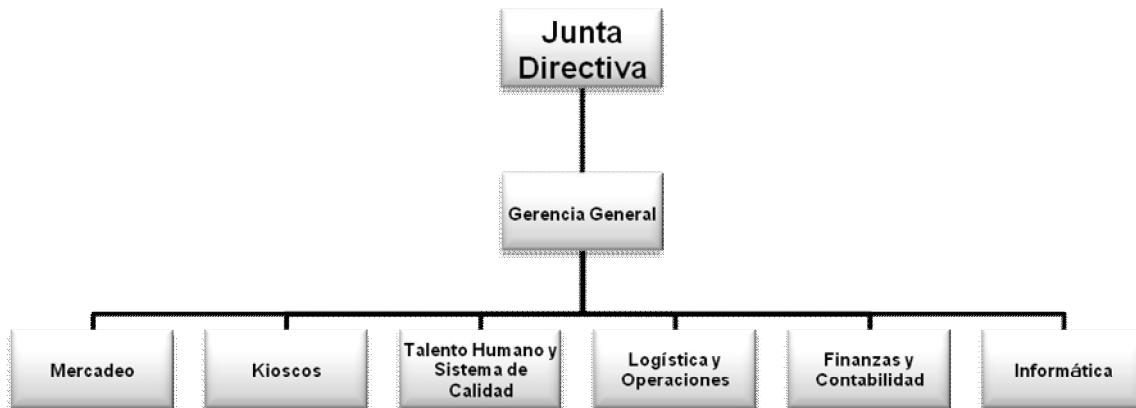 Junta
Directiva
Gerencia General
Mercadeo
Kioscos
Talento Humano y
Sistema de
Calidad
Logística y
Operaciones
Finanzas y
Contabilidad
Informática